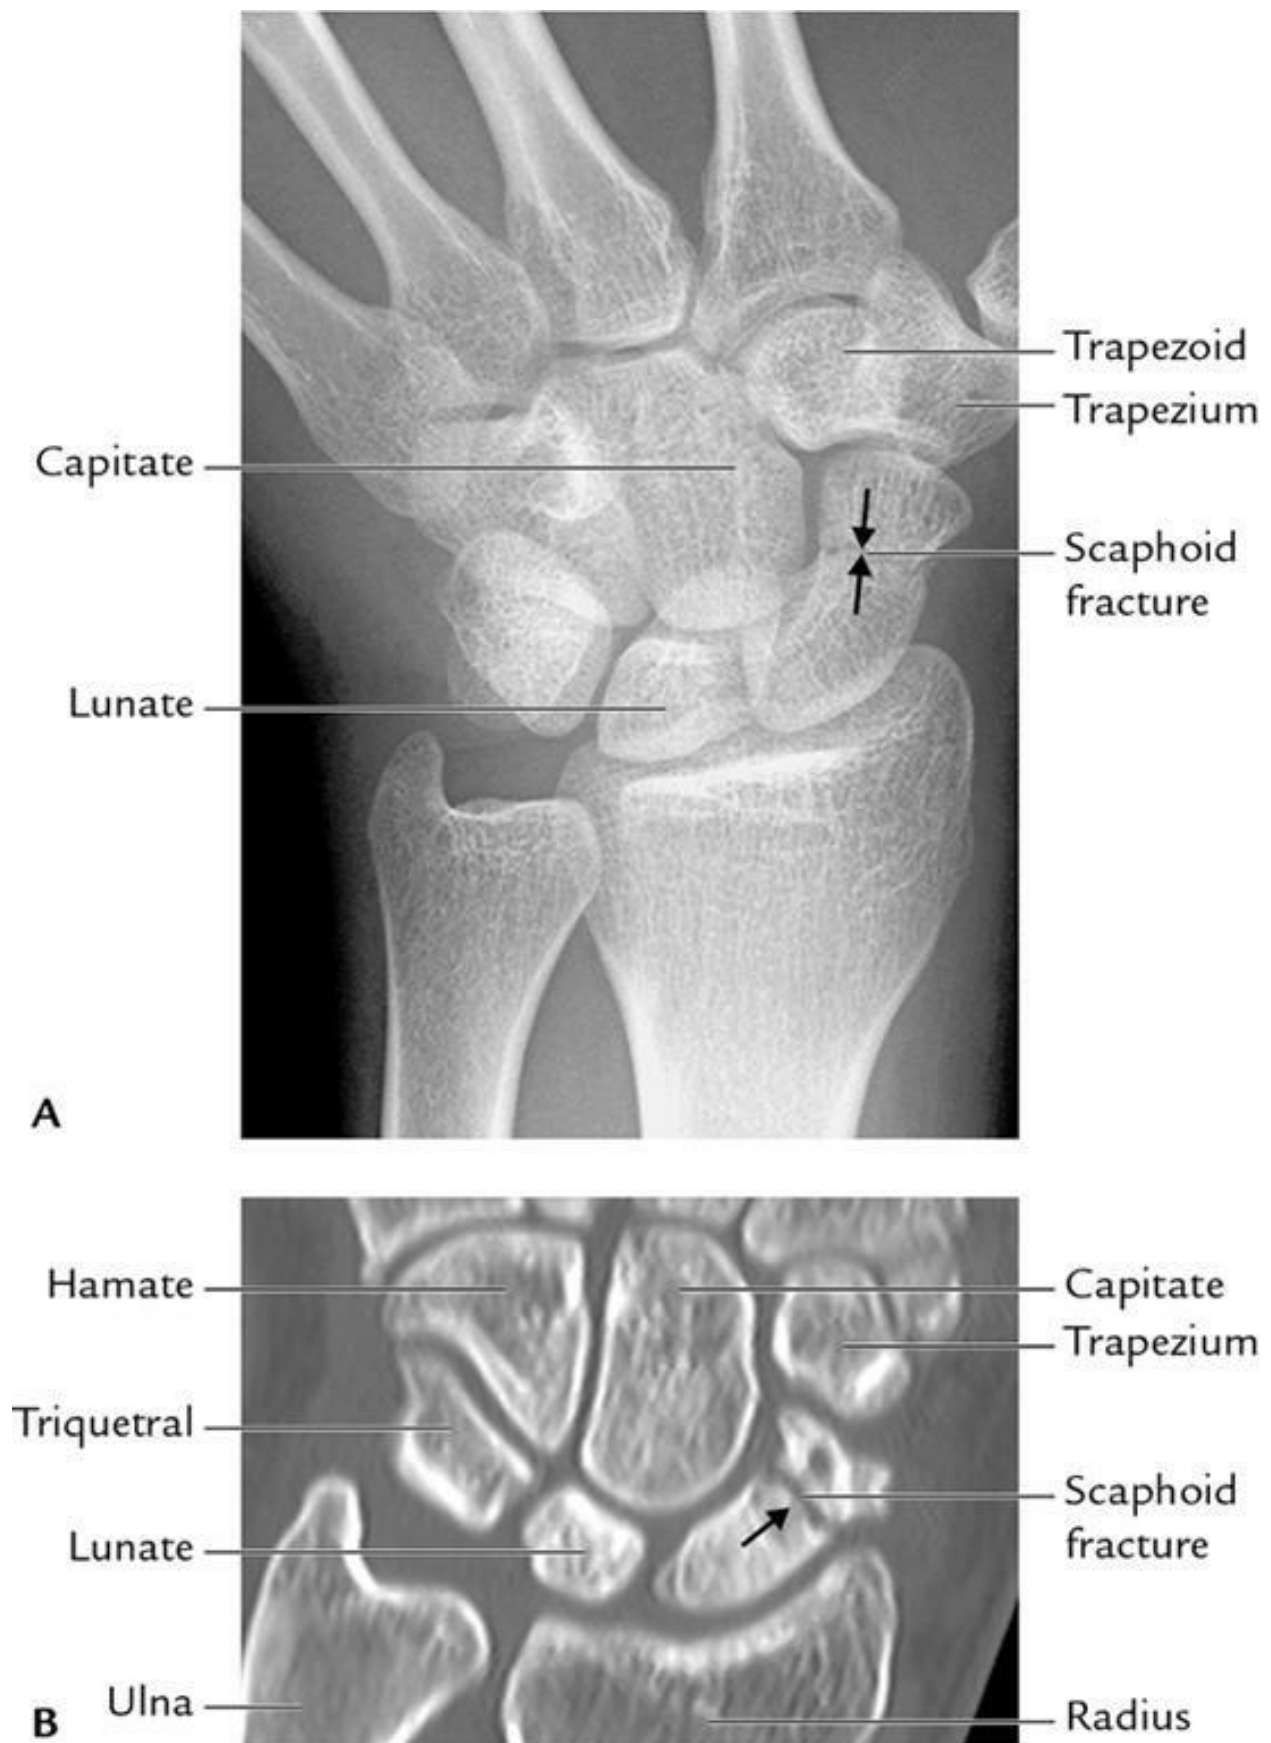 Trapezoid
Trapezium
Capitate
Scaphoid
fracture
Lunate
A
Hamate
Capitate
Trapezium
Triquetral
Scaphoid
fracture
Lunate
Ulna
B
Radius